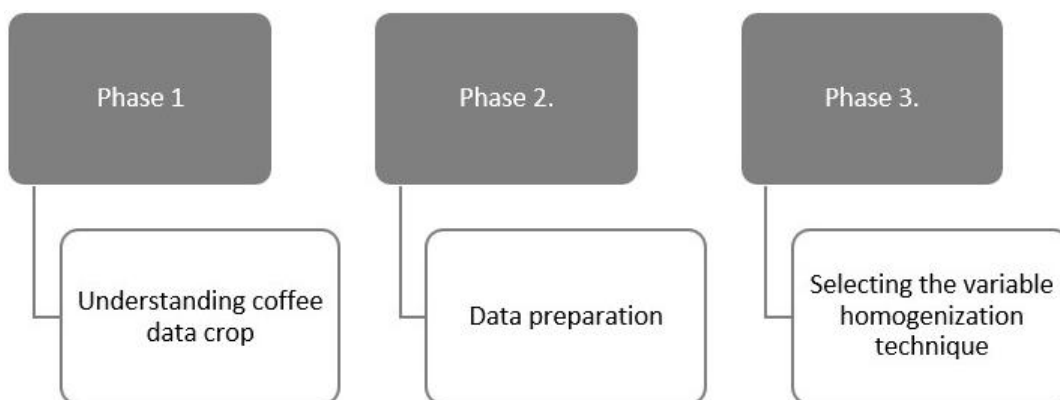 Phase 1
Understanding coffee
data crop
Phase 2.
Data preparation
Phase 3.
Selecting the variable
homogenization
technique